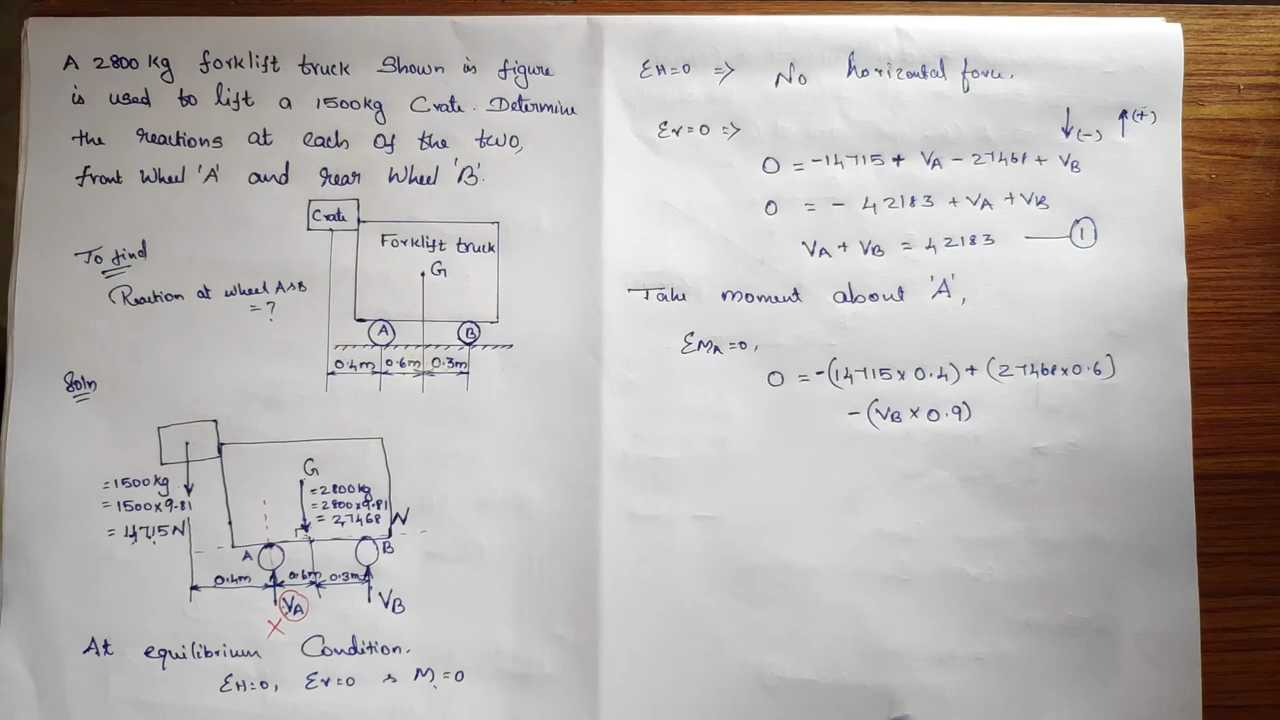 A 2800 kg forklift truck Shown in figure
is used to lift a 1500kg Crate. Determine
the reactions at each of the two,
front wheel 'A' and rear wheel 'B'.
Crate
Forklift truck
G
To find
Reaction at wheel A & B
= ?
A
B
0.4m 0.6m 0.3m
Soln
G
= 1500 kg
= 1500 x 9.81
= 14715 N
= 2800 kg
= 2800 x 9.81
= 27468 N
A
B
0.4m 0.6m 0.3m
VA
VB
At equilibrium Condition.
ΣH=0, ΣV=0 & M=0
ΣH=0 => No horizontal force.
ΣV=0 => ↓(-) ↑(+)
0 = -14715 + VA - 27468 + VB
0 = - 42183 + VA + VB
VA + VB = 42183 — 1
Take moment about 'A',
ΣMA=0,
0 = -(14715 x 0.4) + (27468 x 0.6)
- (VB x 0.9)